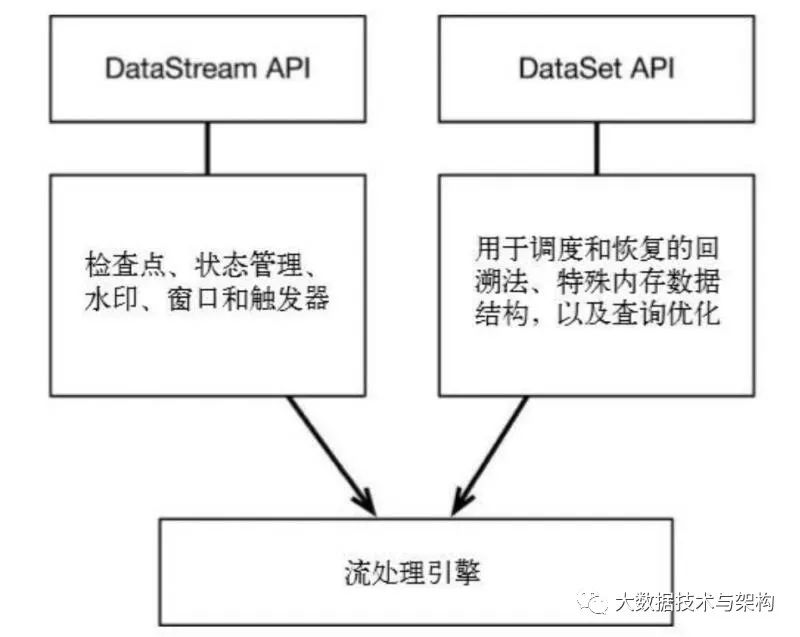 DataStream API
DataSet API
检查点、状态管理、
水印、窗口和触发器
用于调度和恢复的回
溯法、特殊内存数据
结构，以及查询优化
流处理引擎
大数据技术与架构